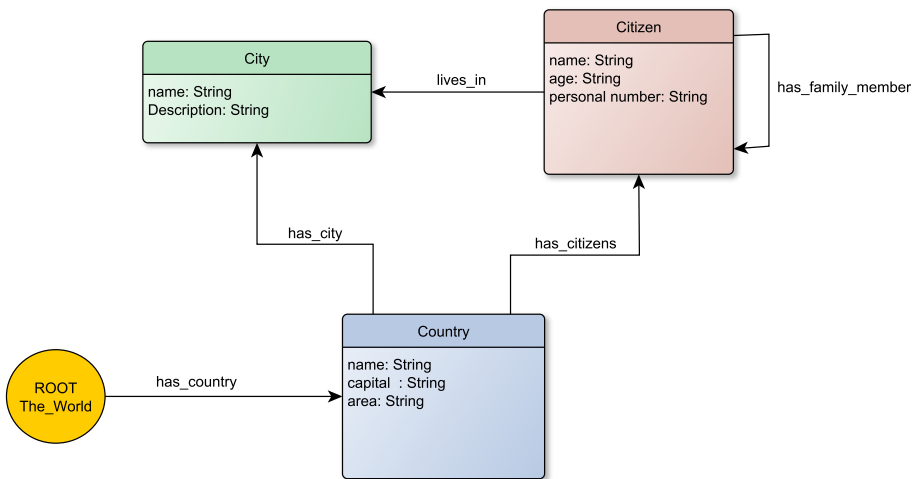 City
name: String
Description: String
lives_in
Citizen
name: String
age: String
personal number: String
has_family_member
has_city
has_citizens
ROOT
The_World
has_country
Country
name: String
capital : String
area: String